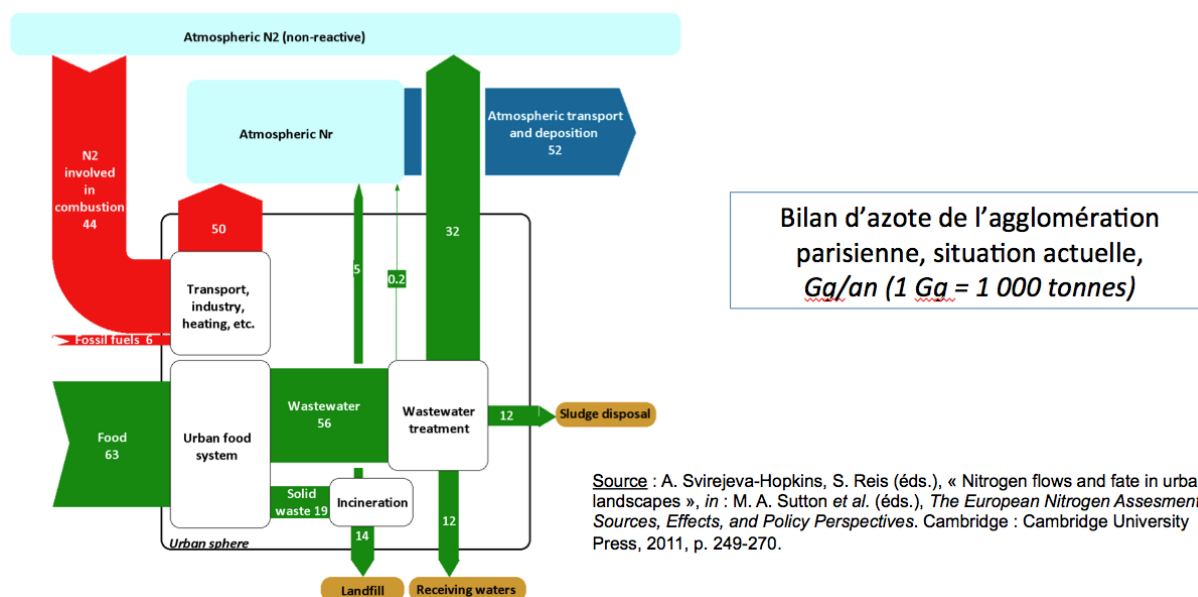 Atmospheric N2 (non-reactive)
Atmospheric Nr
Atmospheric transport
and deposition
52
N2
involved
in
combustion
44
50
5
0.2
32
Transport,
industry,
heating, etc.
Fossil fuels 6
Food
63
Urban food
system
Wastewater
56
Wastewater
treatment
12
Sludge disposal
Solid
waste 19
Incineration
14
12
Urban sphere
Landfill
Receiving waters
Bilan d’azote de l’agglomération
parisienne, situation actuelle,
Gg/an (1 Gg = 1 000 tonnes)
Source : A. Svirejeva-Hopkins, S. Reis (éds.), « Nitrogen flows and fate in urba
landscapes », in : M. A. Sutton et al. (éds.), The European Nitrogen Assesment
Sources, Effects, and Policy Perspectives. Cambridge : Cambridge University
Press, 2011, p. 249-270.